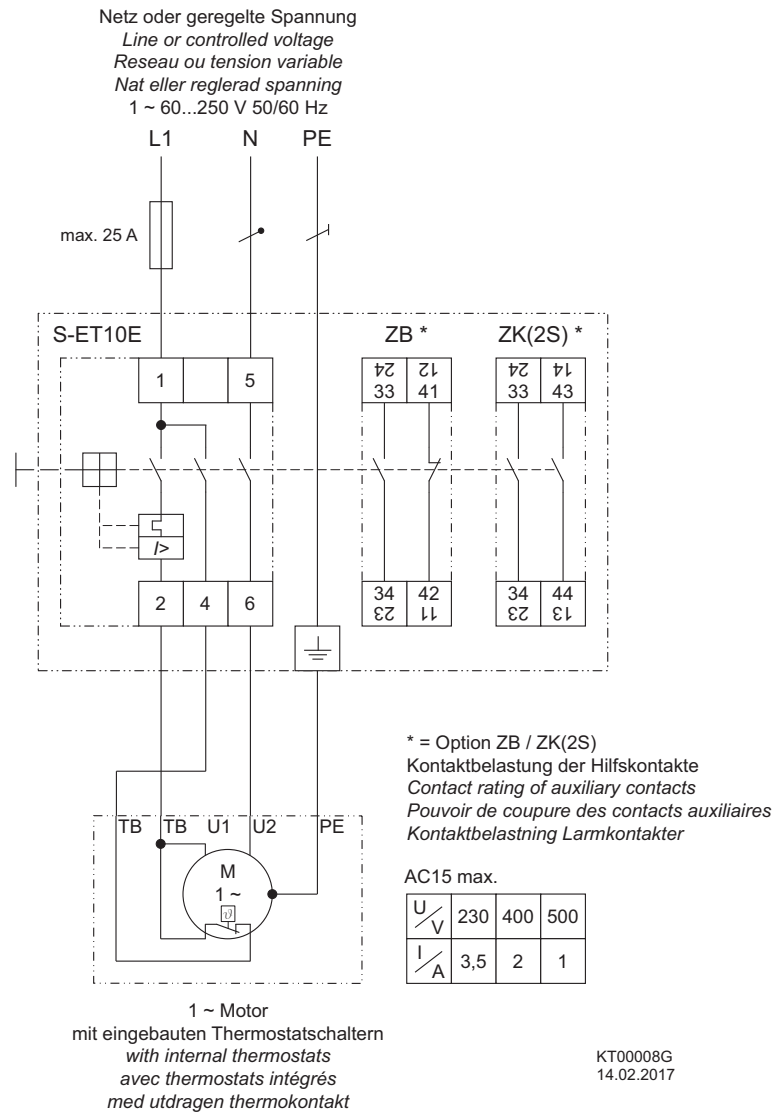 Netz oder geregelte Spannung
Line or controlled voltage
Reseau ou tension variable
Nat eller reglerad spanning
1 ~ 60...250 V 50/60 Hz
L1 N PE
max. 25 A
S-ET10E ZB * ZK(2S) *
24 12 24 14
1 5 33 41 33 43
I>
2 4 6 34 42 34 44
23 11 23 13
* = Option ZB / ZK(2S)
Kontaktbelastung der Hilfskontakte
Contact rating of auxiliary contacts
Pouvoir de coupure des contacts auxiliaires
Kontaktbelastning Larmkontakter
TB TB U1 U2 PE
M
1 ~
ϑ
AC15 max.
U/V 230 400 500
I/A 3,5 2 1
1 ~ Motor
mit eingebauten Thermostatschaltern
with internal thermostats
avec thermostats intégrés
med utdragen thermokontakt
KT00008G
14.02.2017